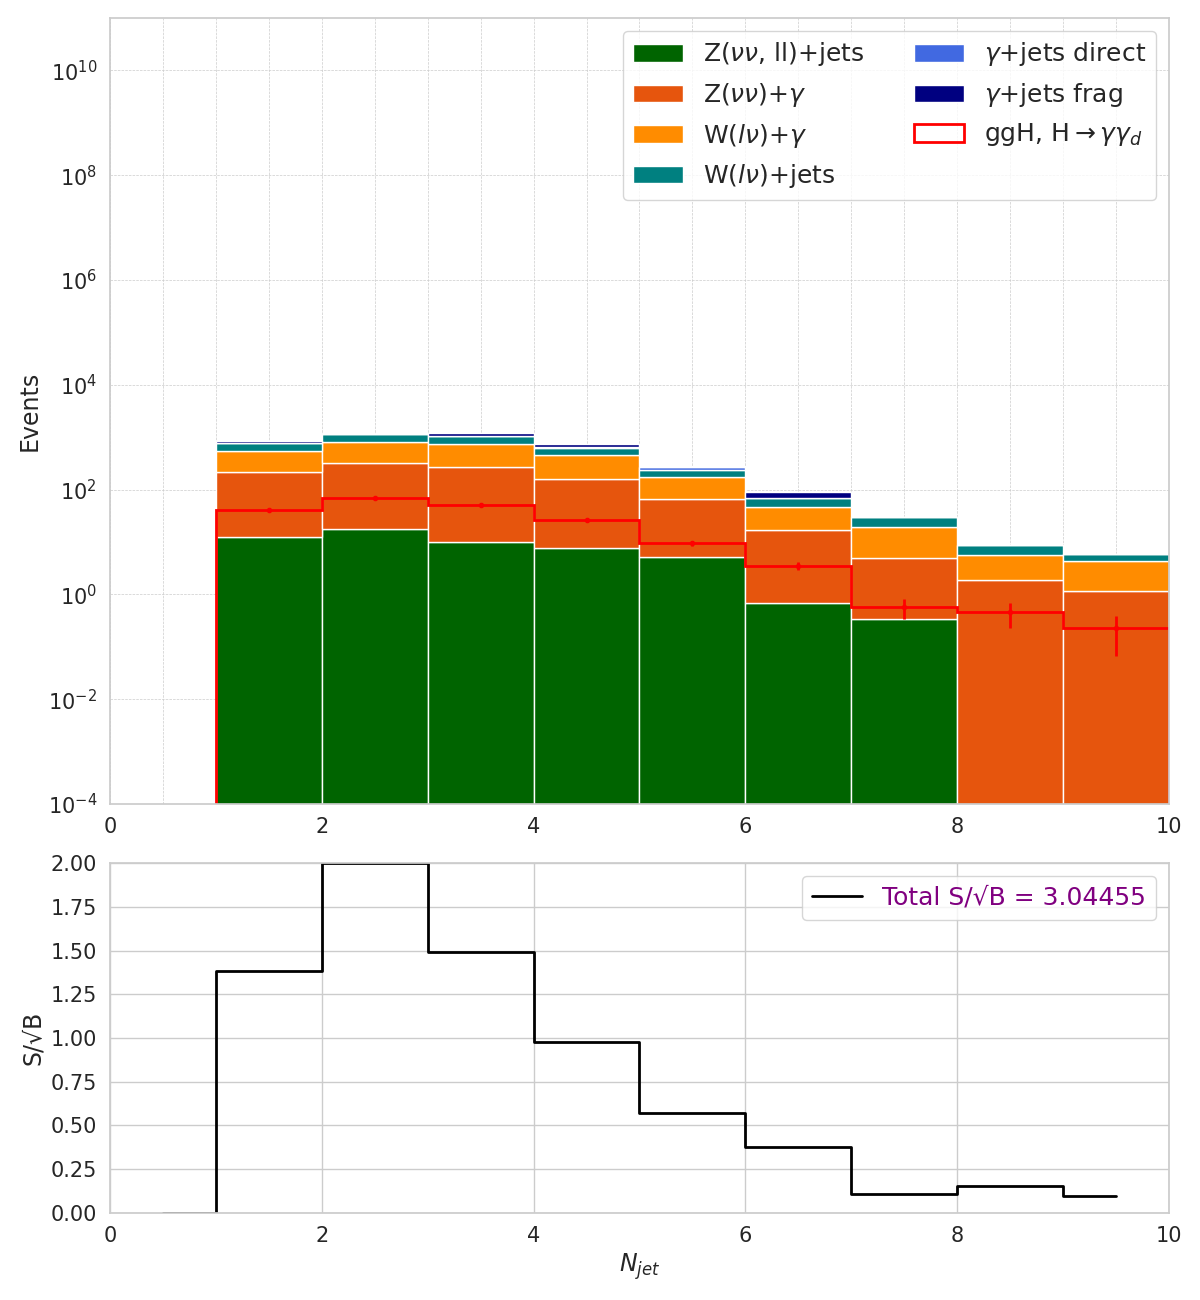 Z(νν, ll)+jets
Z(νν)+γ
W(lν)+γ
W(lν)+jets
γ+jets direct
γ+jets frag
ggH, H→γγ_d
Events
10^10
10^8
10^6
10^4
10^2
10^0
10^−2
10^−4
0 2 4 6 8 10
Total S/√B = 3.04455
S/√B
2.00
1.75
1.50
1.25
1.00
0.75
0.50
0.25
0.00
0 2 4 6 8 10
N_jet